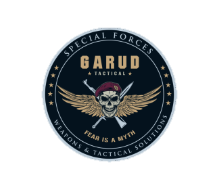 SPECIAL FORCES
GARUD
★ TACTICAL ★
FEAR IS A MYTH
WEAPONS & TACTICAL SOLUTIONS